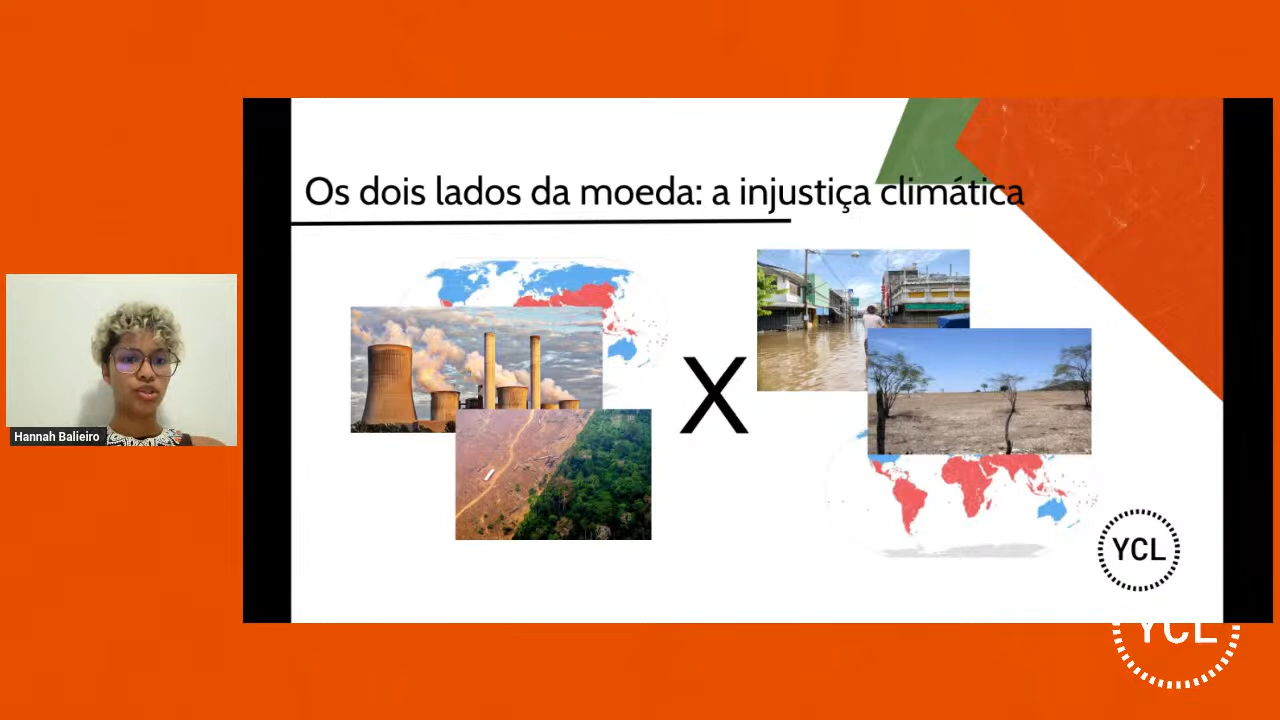 Os dois lados da moeda: a injustiça climática
X
Hannah Balieiro
YCL
YCL